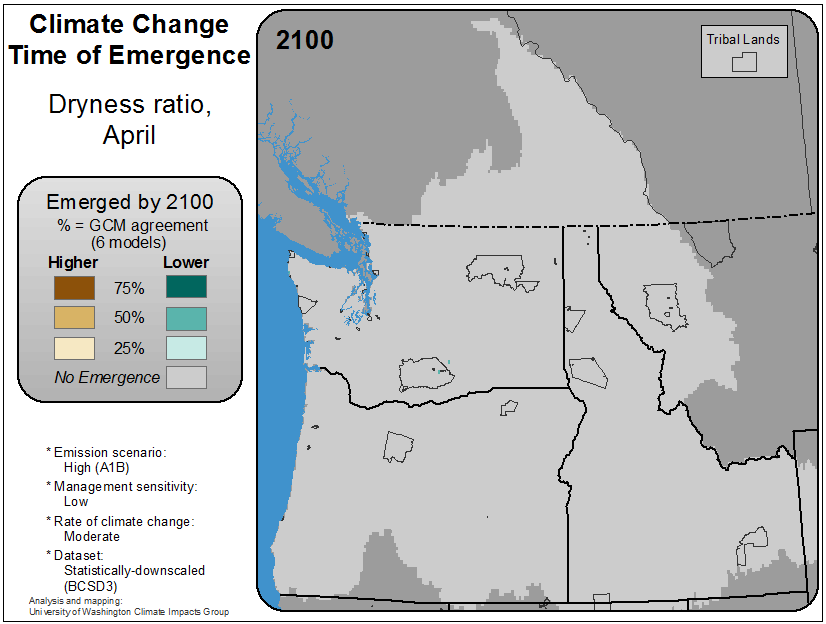 Climate Change
Time of Emergence
Dryness ratio,
April
Emerged by 2100
% = GCM agreement
(6 models)
Higher Lower
75%
50%
25%
No Emergence
* Emission scenario:
High (A1B)
* Management sensitivity:
Low
* Rate of climate change:
Moderate
* Dataset:
Statistically-downscaled
(BCSD3)
Analysis and mapping:
University of Washington Climate Impacts Group
2100
Tribal Lands